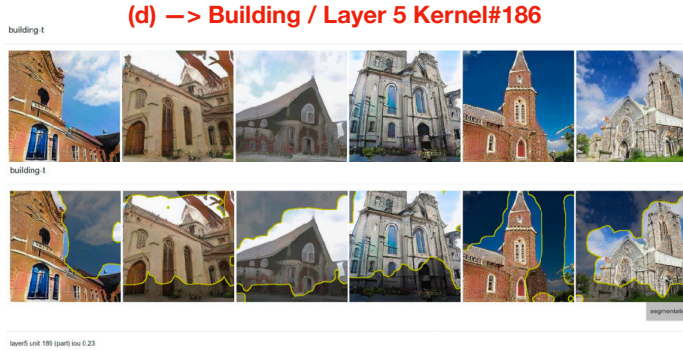 (d) —> Building / Layer 5 Kernel#186
building-t
building-t
segmentatio
layer5 unit 186 (part) iou 0.23